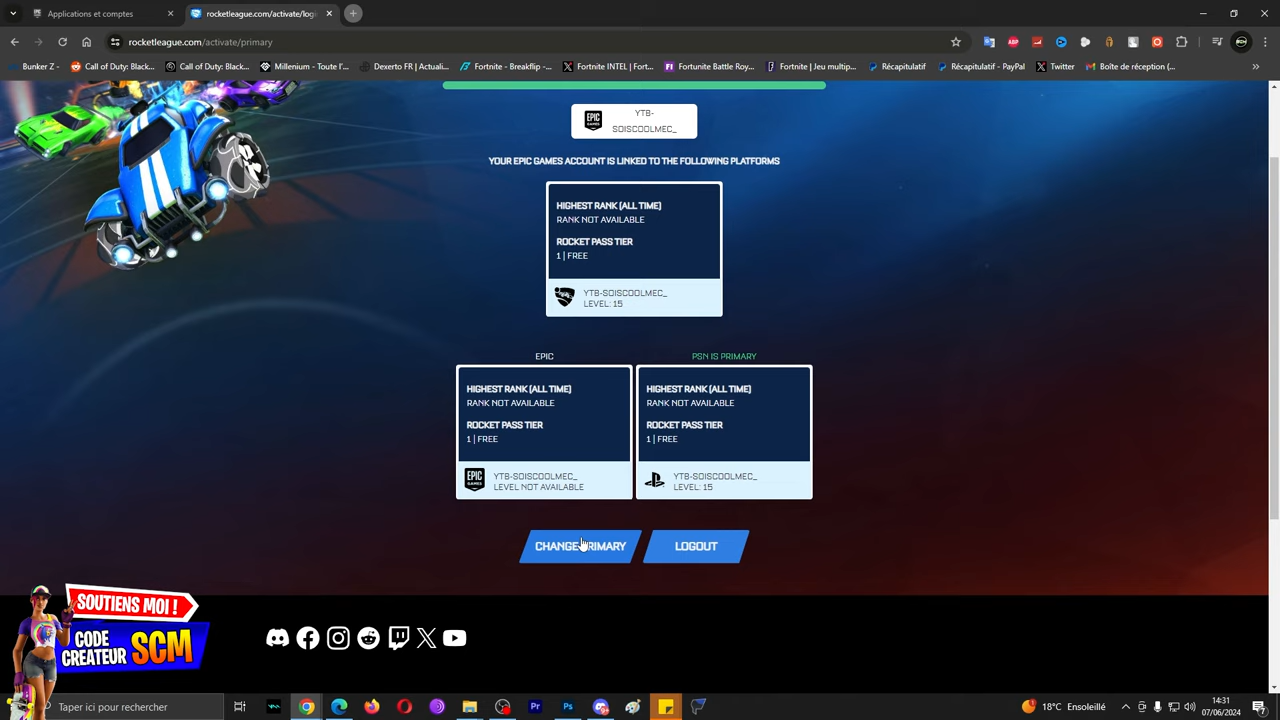 Applications et comptes
rocketleague.com/activate/log
rocketleague.com/activate/primary
Bunker Z -
Call of Duty: Black...
Call of Duty: Black...
Millenium - Toute l'...
Dexerto FR | Actuali...
Fortnite - Breakflip -...
Fortnite INTEL | Fort...
Fortnite Battle Roy...
Fortnite | Jeu multip...
Récapitulatif
Récapitulatif - PayPal
Twitter
Boîte de réception (...
YTB-
SOISCOOLMEC_
YOUR EPIC GAMES ACCOUNT IS LINKED TO THE FOLLOWING PLATFORMS
HIGHEST RANK (ALL TIME)
RANK NOT AVAILABLE
ROCKET PASS TIER
1 | FREE
YTB-SOISCOOLMEC_
LEVEL: 15
EPIC
HIGHEST RANK (ALL TIME)
RANK NOT AVAILABLE
ROCKET PASS TIER
1 | FREE
YTB-SOISCOOLMEC_
LEVEL NOT AVAILABLE
PSN IS PRIMARY
HIGHEST RANK (ALL TIME)
RANK NOT AVAILABLE
ROCKET PASS TIER
1 | FREE
YTB-SOISCOOLMEC_
LEVEL: 15
CHANGE PRIMARY
LOGOUT
SOUTIENS MOI !
CODE
CREATEUR SCM
Taper ici pour rechercher
18°C Ensoleillé
14:31
07/06/2024